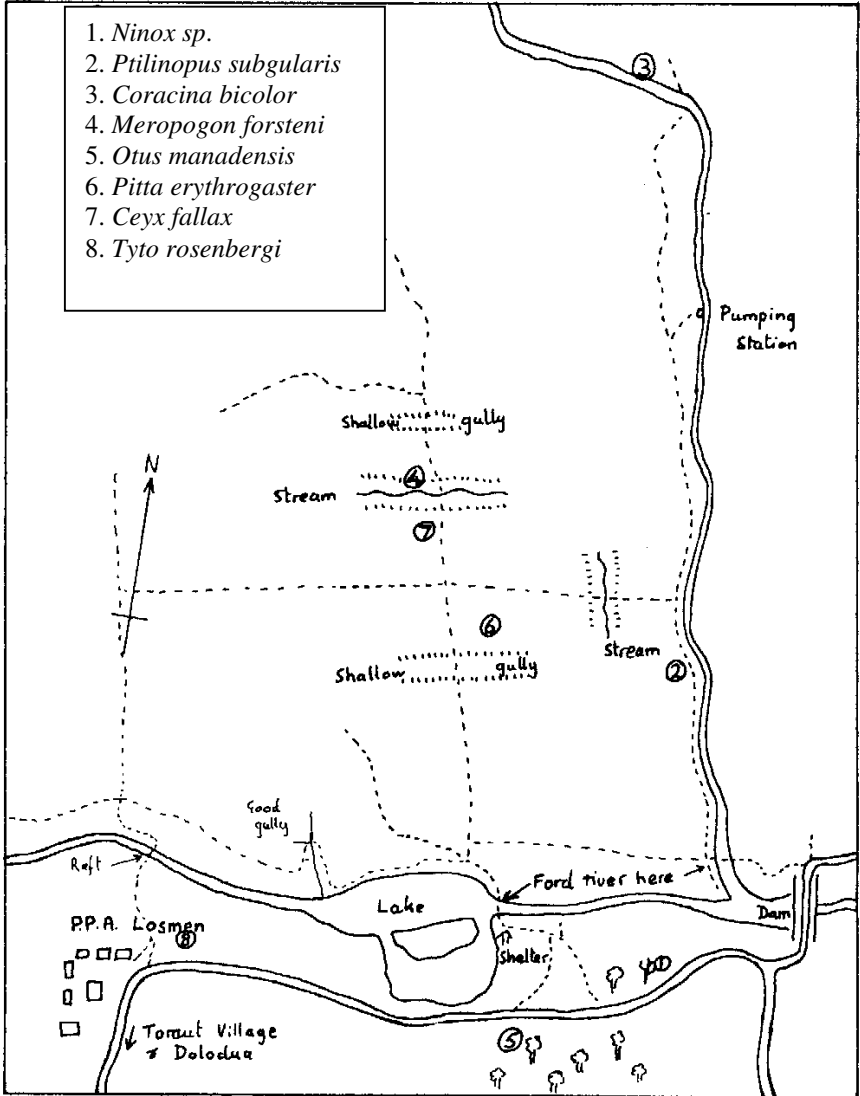 1. Ninox sp.
2. Ptilinopus subgularis
3. Coracina bicolor
4. Meropogon forsteni
5. Otus manadensis
6. Pitta erythrogaster
7. Ceyx fallax
8. Tyto rosenbergi
3
Pumping
Station
Shallow gully
N
4
Stream
7
6
Stream
Shallow gully
2
Good
gully
Raft
Ford river here
Lake
Dam
P.P.A. Losmen
8
Shelter
1
Toraut Village
& Dolodua
5